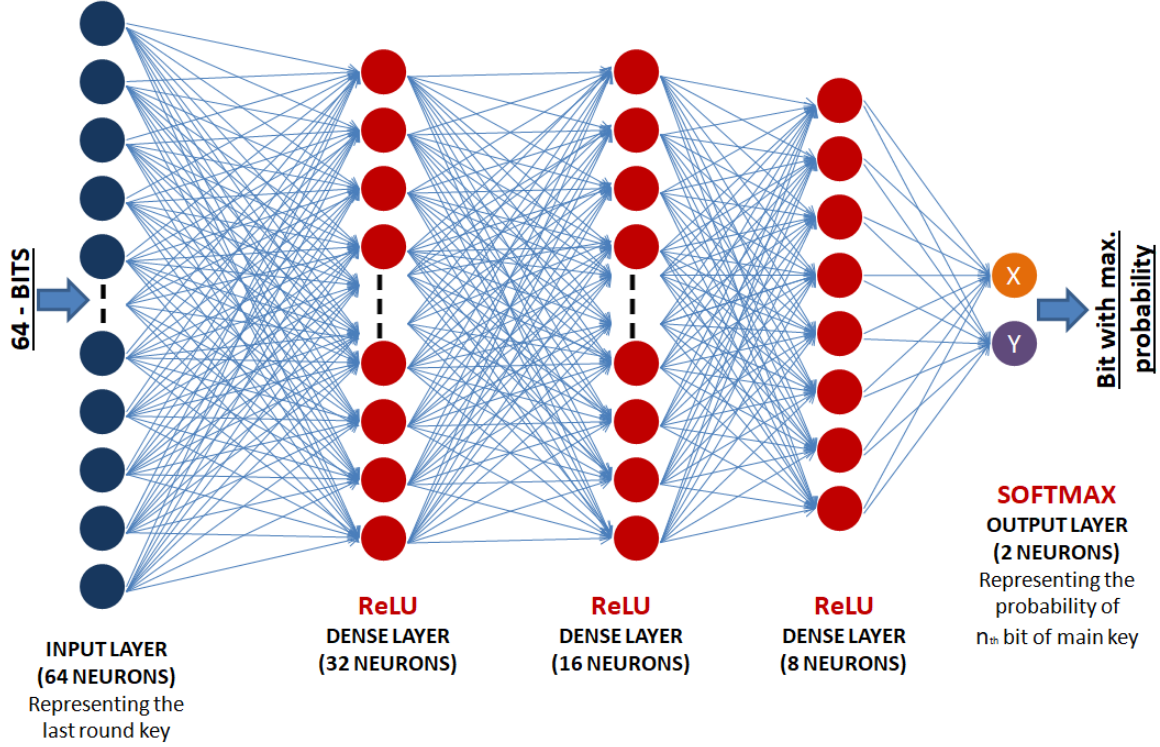 64 - BITS
X
Y
Bit with max.
probability
INPUT LAYER
(64 NEURONS)
Representing the
last round key
ReLU
DENSE LAYER
(32 NEURONS)
ReLU
DENSE LAYER
(16 NEURONS)
ReLU
DENSE LAYER
(8 NEURONS)
SOFTMAX
OUTPUT LAYER
(2 NEURONS)
Representing the
probability of
nth bit of main key